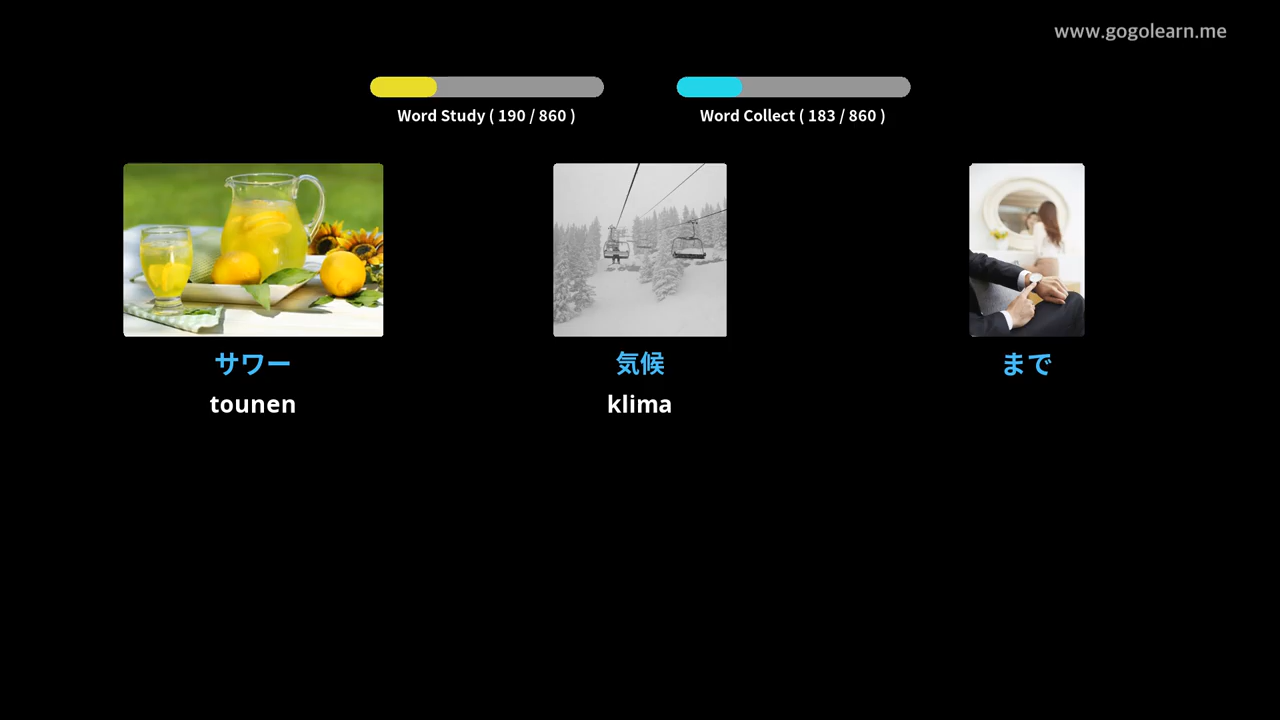 www.gogolearn.me
Word Study ( 190 / 860 )
Word Collect ( 183 / 860 )
サワー
気候
まで
tounen
klima